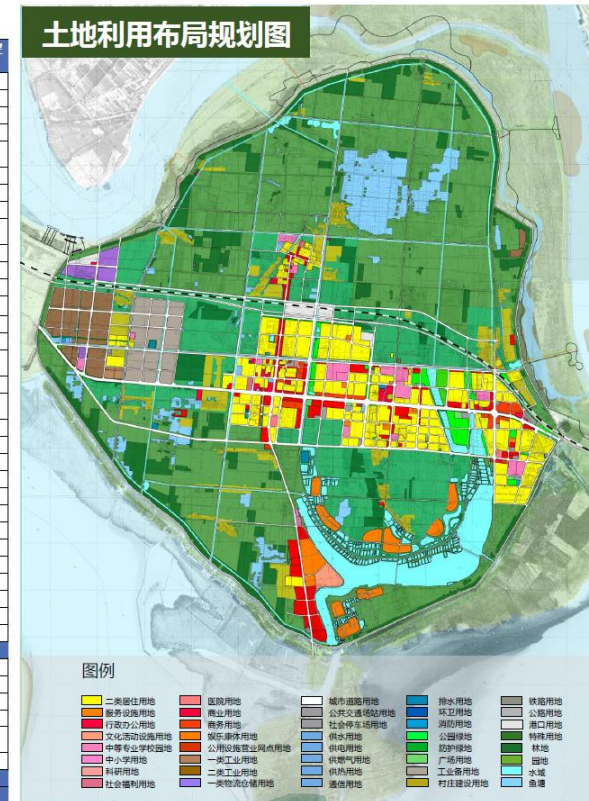 土地利用布局规划图
图例
二类居住用地
服务设施用地
行政办公用地
文化活动设施用地
中等专业学校园地
中小学用地
科研用地
社会福利用地
医院用地
商业用地
商务用地
娱乐康体用地
公用设施营业网点用地
一类工业用地
二类工业用地
一类物流仓储用地
城市道路用地
公共交通场站用地
社会停车场用地
供水用地
供电用地
供燃气用地
供热用地
通信用地
排水用地
环卫用地
消防用地
公园绿地
防护绿地
广场用地
工业备用地
村庄建设用地
铁路用地
公路用地
港口用地
特殊用地
林地
园地
水域
鱼塘